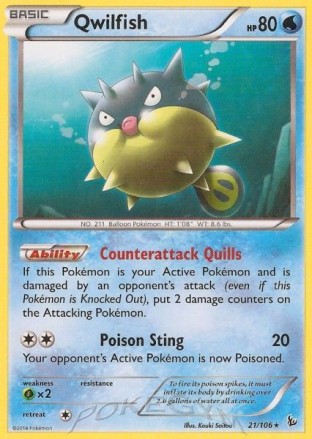 BASIC
Qwilfish
HP 80
NO. 211 Balloon Pokémon HT: 1'08" WT: 8.6 lbs.
Ability Counterattack Quills
If this Pokémon is your Active Pokémon and is
damaged by an opponent's attack (even if this
Pokémon is Knocked Out), put 2 damage counters on
the Attacking Pokémon.
Poison Sting 20
Your opponent's Active Pokémon is now Poisoned.
weakness resistance
×2
retreat
To fire its poison spikes, it must
inflate its body by drinking over
2.6 gallons of water all at once.
Illus. Kouki Saitou
©2014 Pokémon
21/106